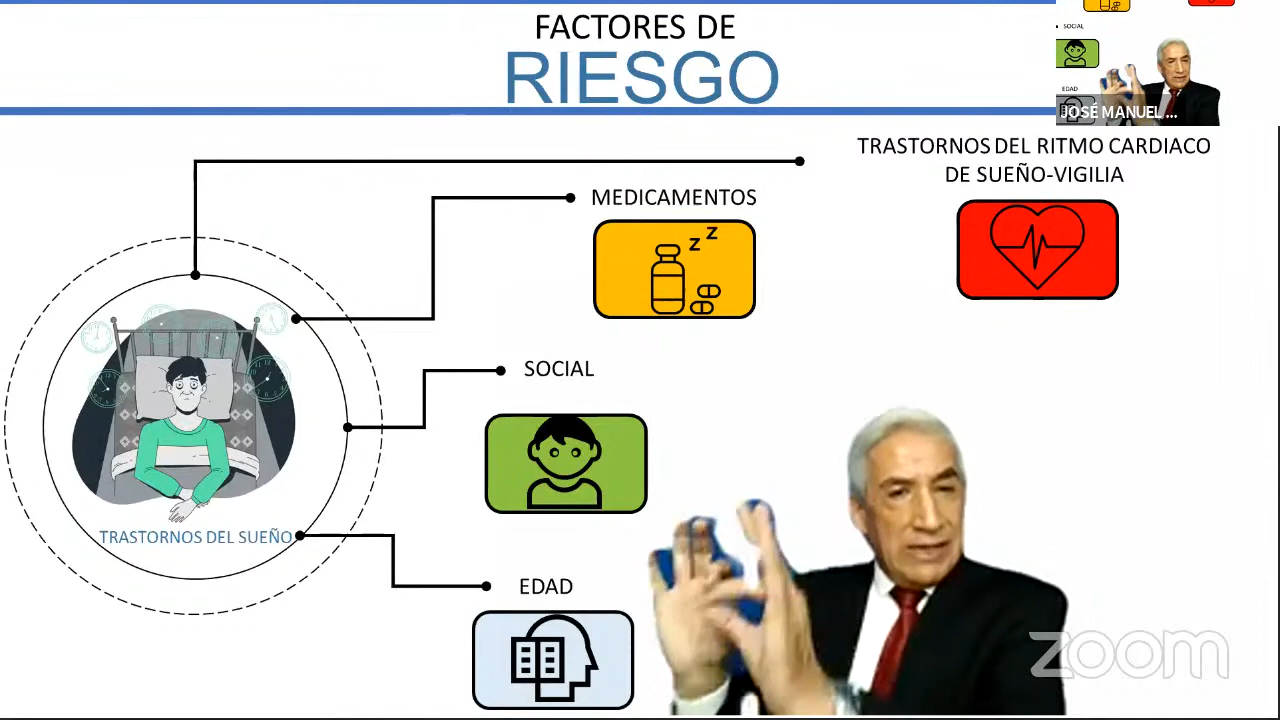 FACTORES DE
RIESGO
SOCIAL
EDAD
JOSÉ MANUEL ...
TRASTORNOS DEL RITMO CARDIACO
DE SUEÑO-VIGILIA
MEDICAMENTOS
z z
SOCIAL
TRASTORNOS DEL SUEÑO
EDAD
zoom